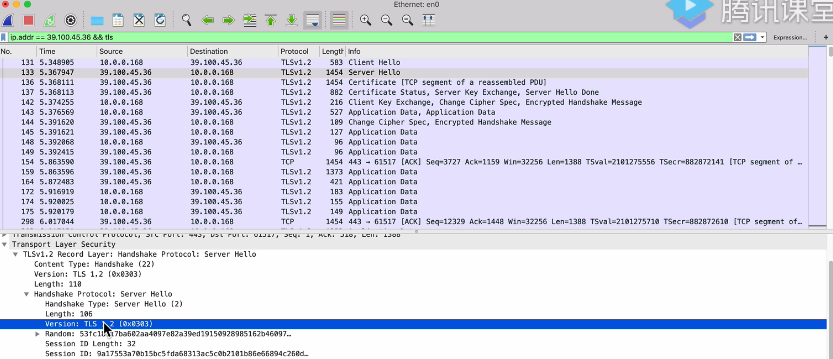 Ethernet: en0
腾讯课堂
ip.addr == 39.100.45.36 && tls
Expression…
+
No. Time Source Destination Protocol Length Info
131 5.348905 10.0.0.168 39.100.45.36 TLSv1.2 583 Client Hello
133 5.367947 39.100.45.36 10.0.0.168 TLSv1.2 1454 Server Hello
136 5.368111 39.100.45.36 10.0.0.168 TLSv1.2 1454 Certificate [TCP segment of a reassembled PDU]
137 5.368113 39.100.45.36 10.0.0.168 TLSv1.2 882 Certificate Status, Server Key Exchange, Server Hello Done
142 5.374255 10.0.0.168 39.100.45.36 TLSv1.2 216 Client Key Exchange, Change Cipher Spec, Encrypted Handshake Message
143 5.376569 10.0.0.168 39.100.45.36 TLSv1.2 527 Application Data, Application Data
144 5.391620 39.100.45.36 10.0.0.168 TLSv1.2 109 Change Cipher Spec, Encrypted Handshake Message
145 5.391621 39.100.45.36 10.0.0.168 TLSv1.2 127 Application Data
148 5.392068 10.0.0.168 39.100.45.36 TLSv1.2 96 Application Data
149 5.392415 39.100.45.36 10.0.0.168 TLSv1.2 96 Application Data
154 5.863590 39.100.45.36 10.0.0.168 TCP 1454 443 → 61517 [ACK] Seq=3727 Ack=1159 Win=32256 Len=1388 TSval=2101275556 TSecr=882872141 [TCP segment of …
159 5.863596 39.100.45.36 10.0.0.168 TLSv1.2 1373 Application Data
164 5.872483 39.100.45.36 10.0.0.168 TLSv1.2 421 Application Data
172 5.916919 10.0.0.168 39.100.45.36 TLSv1.2 183 Application Data
174 5.920025 10.0.0.168 39.100.45.36 TLSv1.2 155 Application Data
175 5.920179 10.0.0.168 39.100.45.36 TLSv1.2 149 Application Data
298 6.017044 39.100.45.36 10.0.0.168 TCP 1454 443 → 61517 [ACK] Seq=12329 Ack=1448 Win=32256 Len=1388 TSval=2101275710 TSecr=882872610 [TCP segment of…
Transmission Control Protocol, Src Port: 443, Dst Port: 61517, Seq: 1, Ack: 518, Len: 1388
Transport Layer Security
TLSv1.2 Record Layer: Handshake Protocol: Server Hello
Content Type: Handshake (22)
Version: TLS 1.2 (0x0303)
Length: 110
Handshake Protocol: Server Hello
Handshake Type: Server Hello (2)
Length: 106
Version: TLS 1.2 (0x0303)
Session ID Length: 32
Session ID: 9a17553a70b15bc5fda68313ac5c0b2101b86e66894c260d…